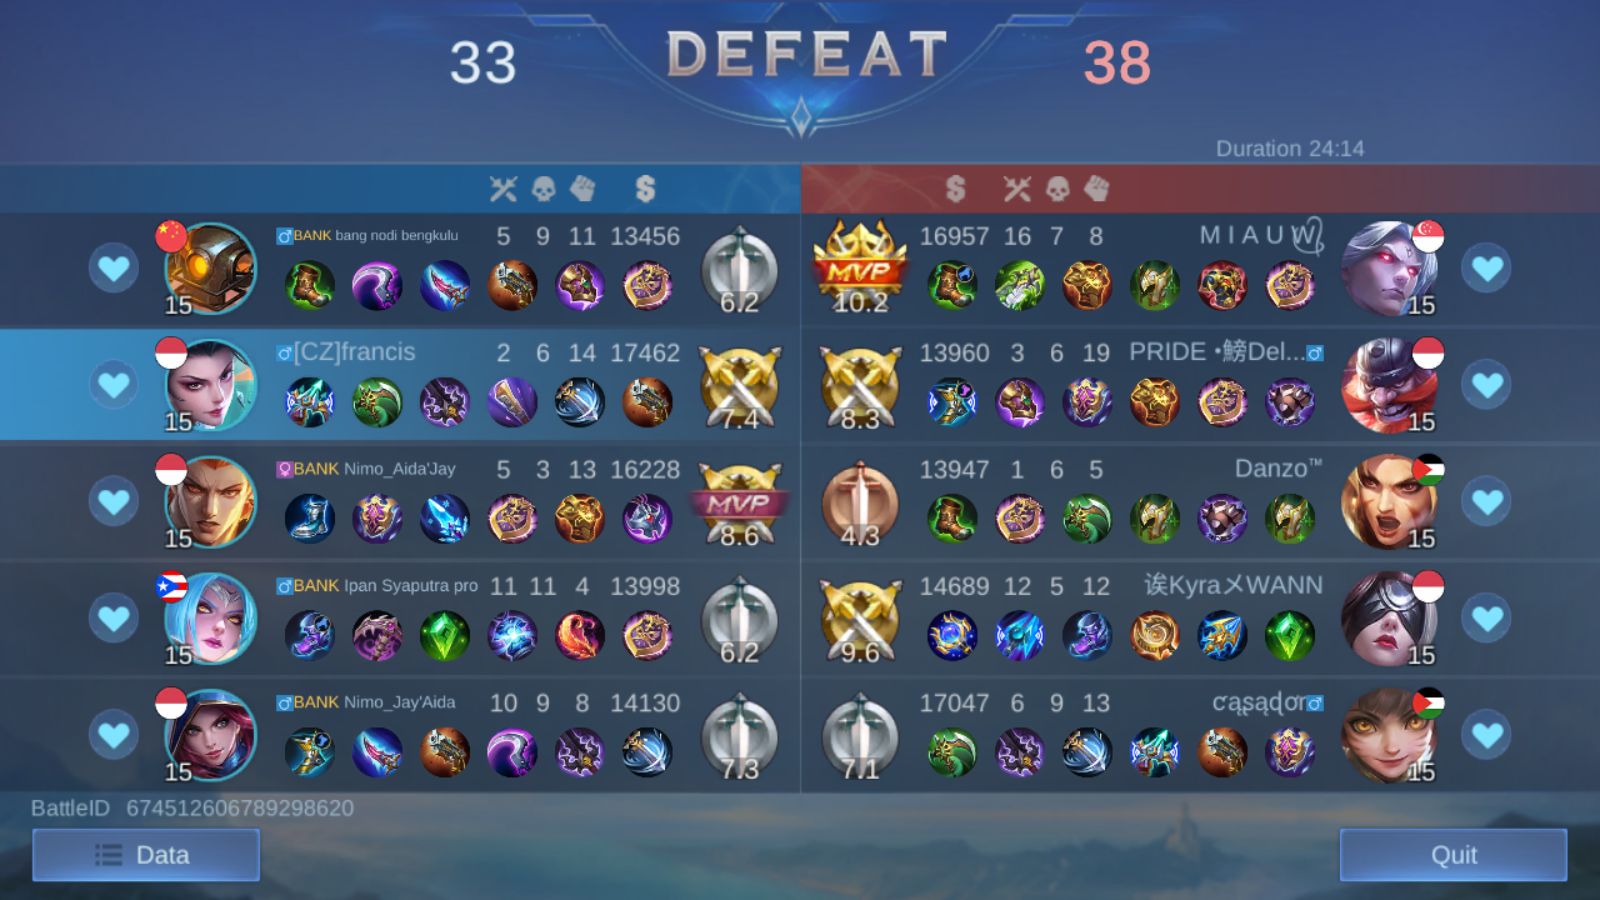 33 DEFEAT 38
Duration 24:14
BANK bang nodi bengkulu 5 9 11 13456
15 6.2
MVP 10.2 16957 16 7 8 M I A U W
15
[CZ]francis 2 6 14 17462
15 7.4
8.3 13960 3 6 19 PRIDE •鰟Del...
15
BANK Nimo_Aida'Jay 5 3 13 16228
15 MVP 8.6
4.3 13947 1 6 5 Danzo™
15
BANK Ipan Syaputra pro 11 11 4 13998
15 6.2
9.6 14689 12 5 12 诶Kyra乄WANN
15
BANK Nimo_Jay'Aida 10 9 8 14130
15 7.3
7.1 17047 6 9 13
15
BattleID 674512606789298620
Data
Quit